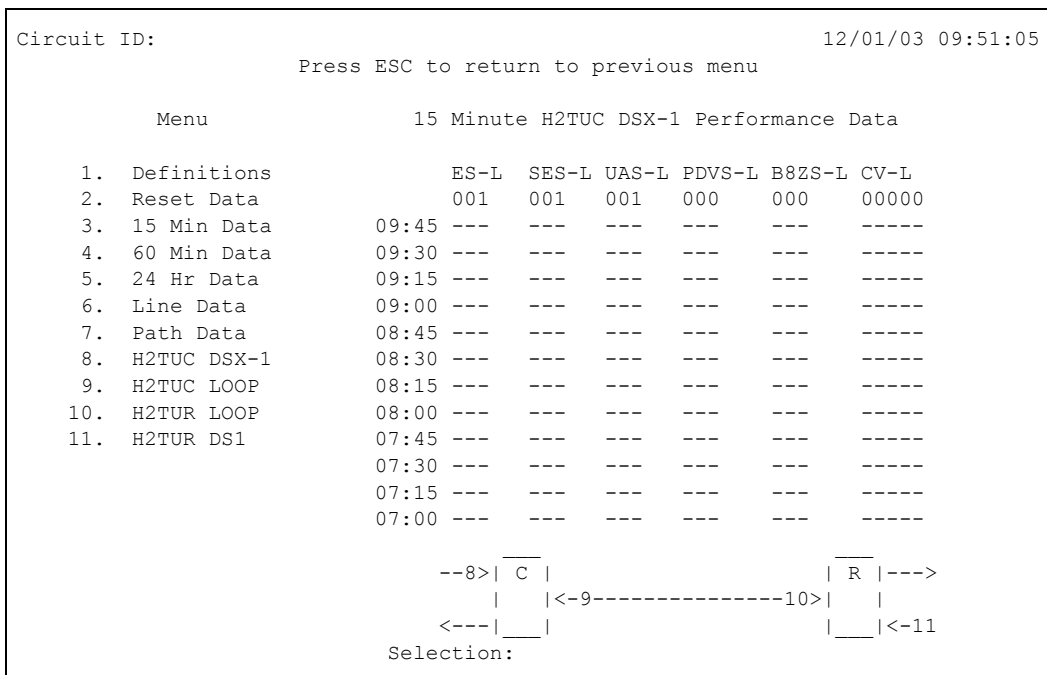 Circuit ID: 12/01/03 09:51:05
Press ESC to return to previous menu
Menu 15 Minute H2TUC DSX-1 Performance Data
1. Definitions ES-L SES-L UAS-L PDVS-L B8ZS-L CV-L
2. Reset Data 001 001 001 000 000 00000
3. 15 Min Data 09:45 --- --- --- --- --- -----
4. 60 Min Data 09:30 --- --- --- --- --- -----
5. 24 Hr Data 09:15 --- --- --- --- --- -----
6. Line Data 09:00 --- --- --- --- --- -----
7. Path Data 08:45 --- --- --- --- --- -----
8. H2TUC DSX-1 08:30 --- --- --- --- --- -----
9. H2TUC LOOP 08:15 --- --- --- --- --- -----
10. H2TUR LOOP 08:00 --- --- --- --- --- -----
11. H2TUR DS1 07:45 --- --- --- --- --- -----
07:30 --- --- --- --- --- -----
07:15 --- --- --- --- --- -----
07:00 --- --- --- --- --- -----
___ ___
--8>| C | | R |--->
| |<-9---------------10>| |
<---|___| |___|<-11
Selection: